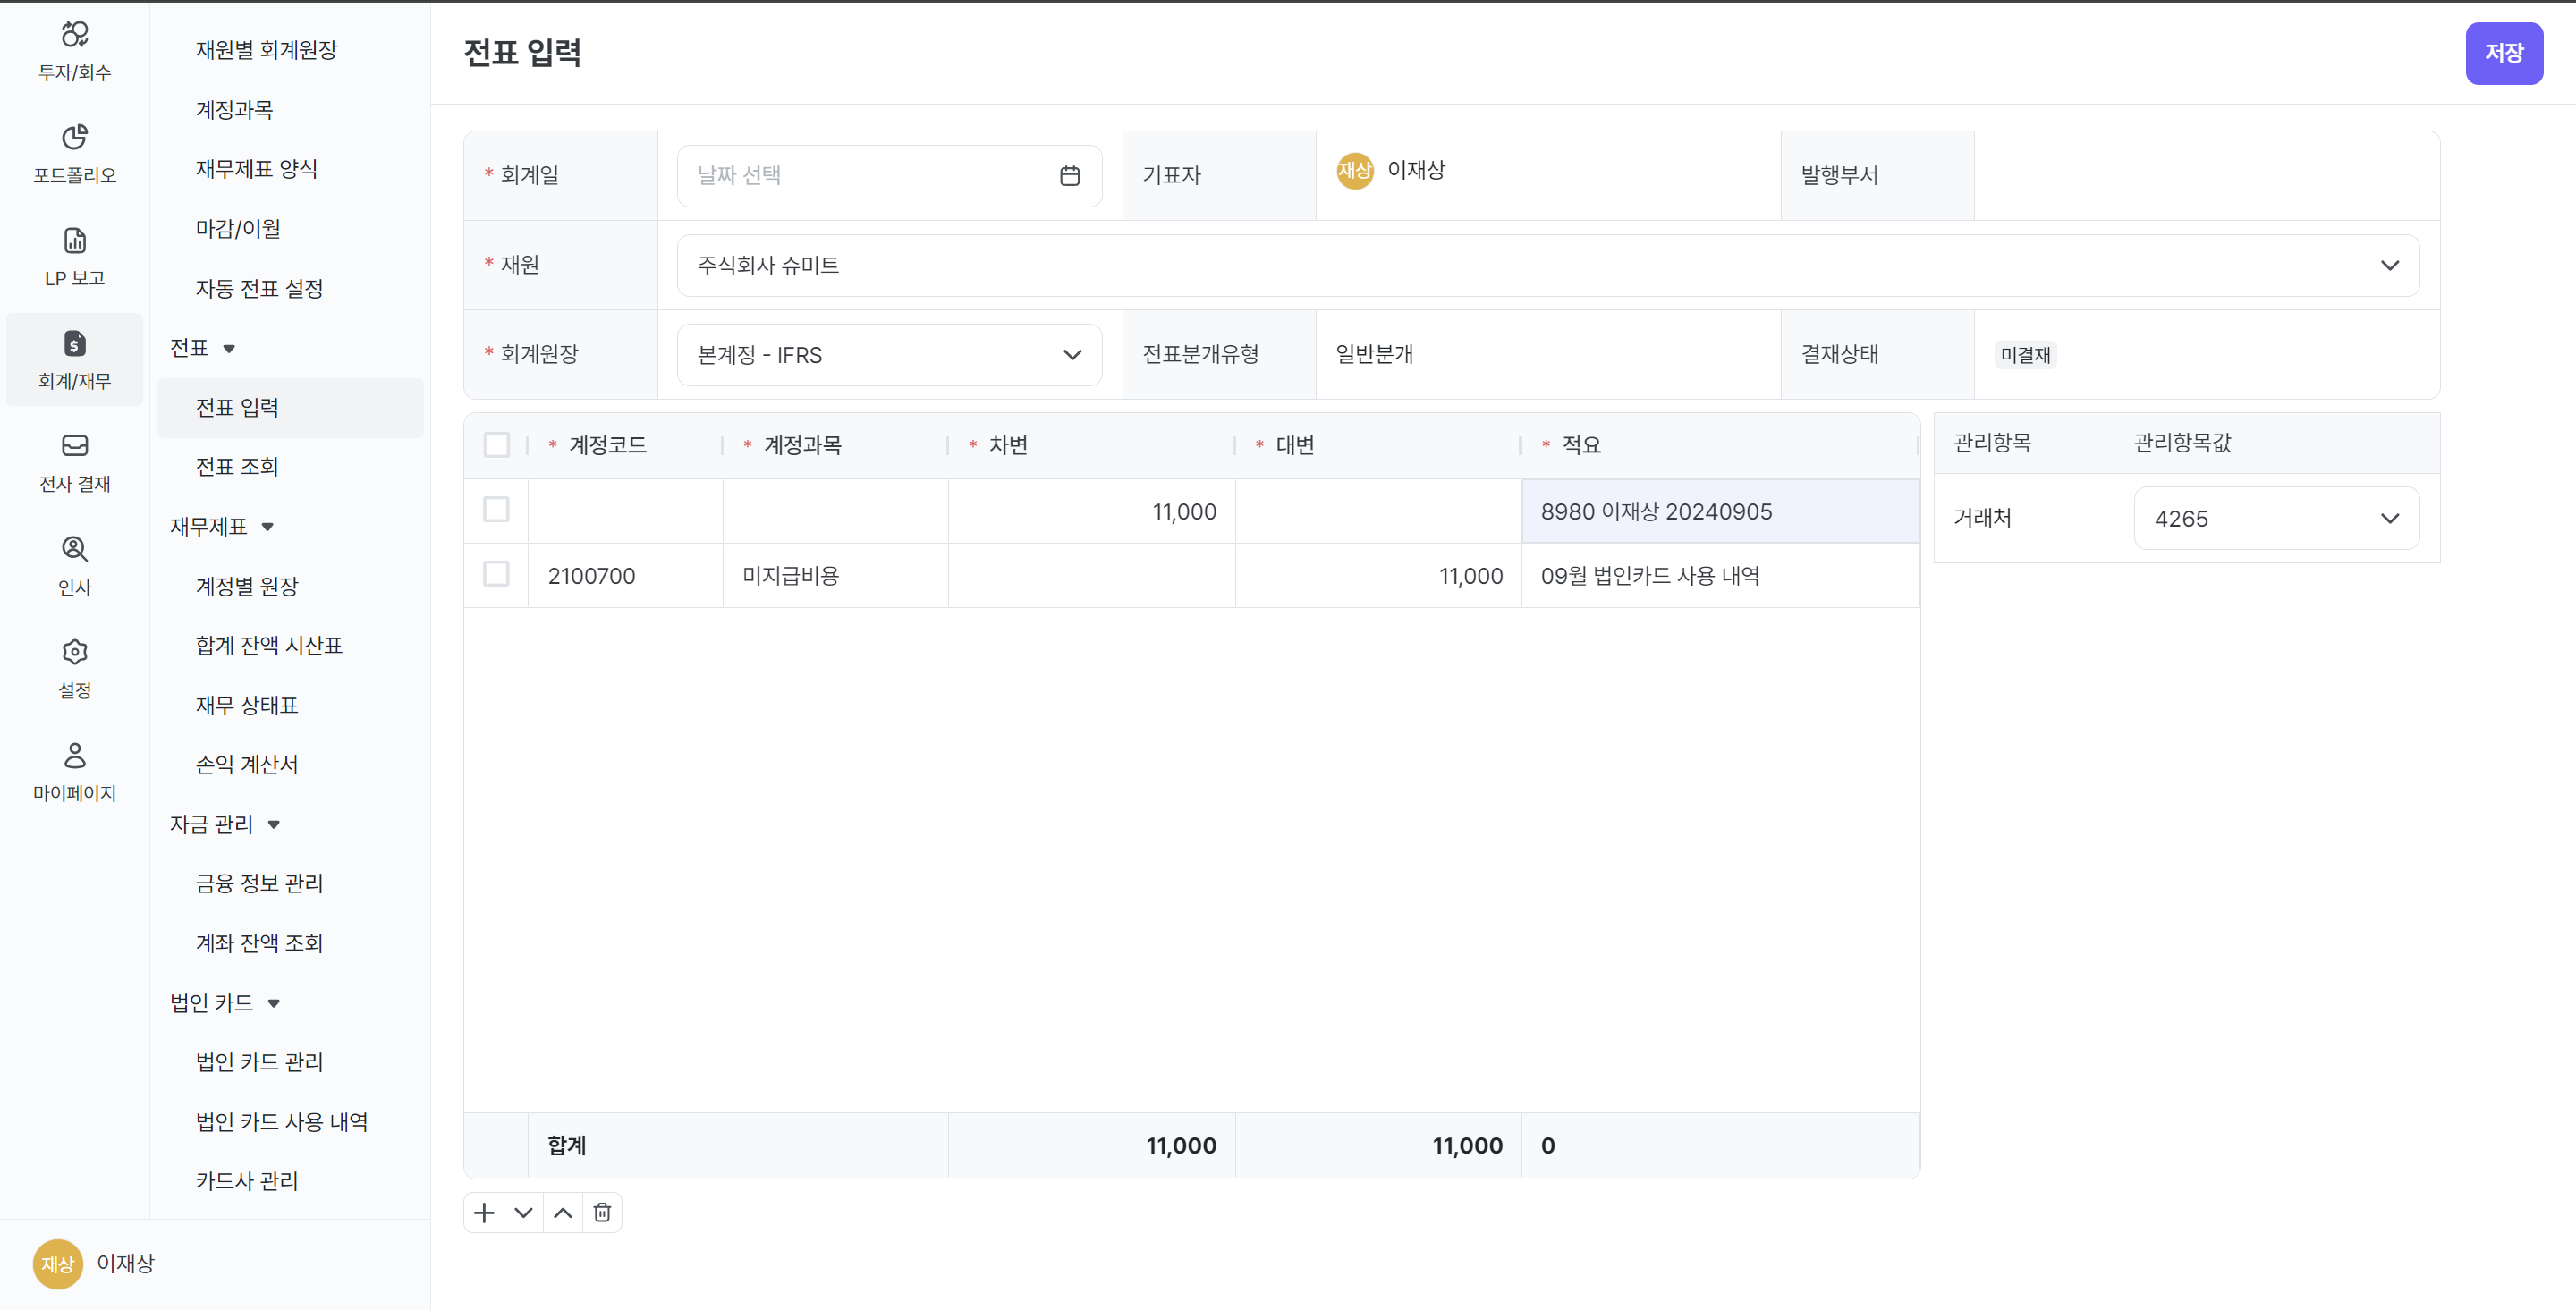 투자/회수
포트폴리오
LP 보고
회계/재무
전자 결재
인사
설정
마이페이지
재원별 회계원장
계정과목
재무제표 양식
마감/이월
자동 전표 설정
전표
전표 입력
전표 조회
재무제표
계정별 원장
합계 잔액 시산표
재무 상태표
손익 계산서
자금 관리
금융 정보 관리
계좌 잔액 조회
법인 카드
법인 카드 관리
법인 카드 사용 내역
카드사 관리
재상 이재상
전표 입력
저장
* 회계일 날짜 선택 기표자 재상 이재상 발행부서
* 재원 주식회사 슈미트
* 회계원장 본계정 - IFRS 전표분개유형 일반분개 결재상태 미결재
* 계정코드 * 계정과목 * 차변 * 대변 * 적요
11,000 8980 이재상 20240905
2100700 미지급비용 11,000 09월 법인카드 사용 내역
합계 11,000 11,000 0
관리항목 관리항목값
거래처 4265